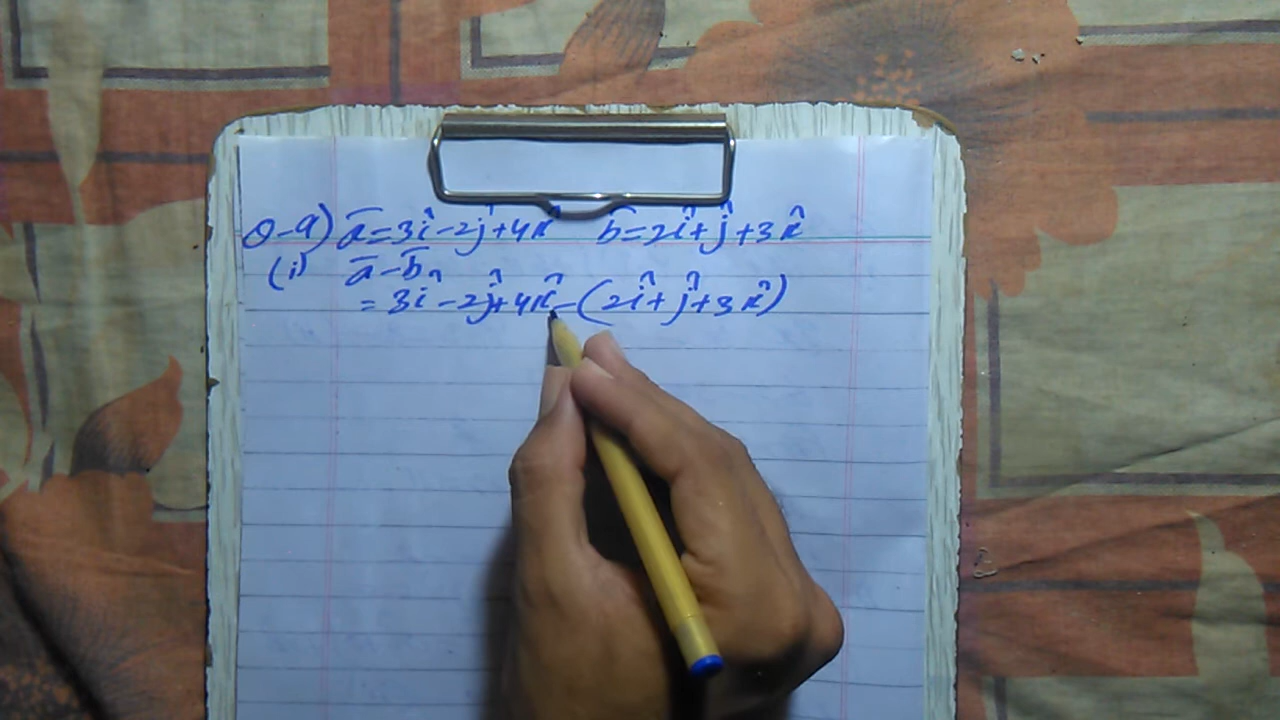 Q-9) a̅ = 3î - 2ĵ + 4k̂ b̅ = 2î + ĵ + 3k̂
(i) a̅ - b̅
= 3î - 2ĵ + 4k̂ - (2î + ĵ + 3k̂)